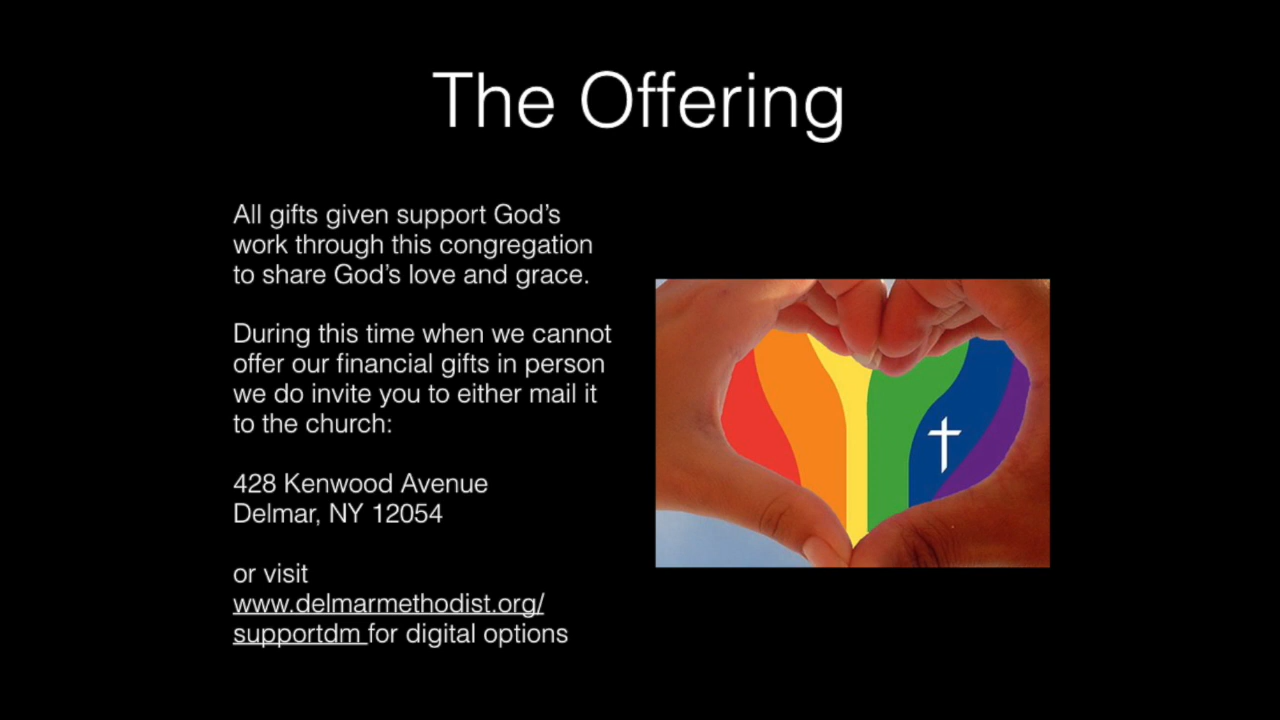 The Offering
All gifts given support God’s
work through this congregation
to share God’s love and grace.
During this time when we cannot
offer our financial gifts in person
we do invite you to either mail it
to the church:
428 Kenwood Avenue
Delmar, NY 12054
or visit
www.delmarmethodist.org/
supportdm for digital options